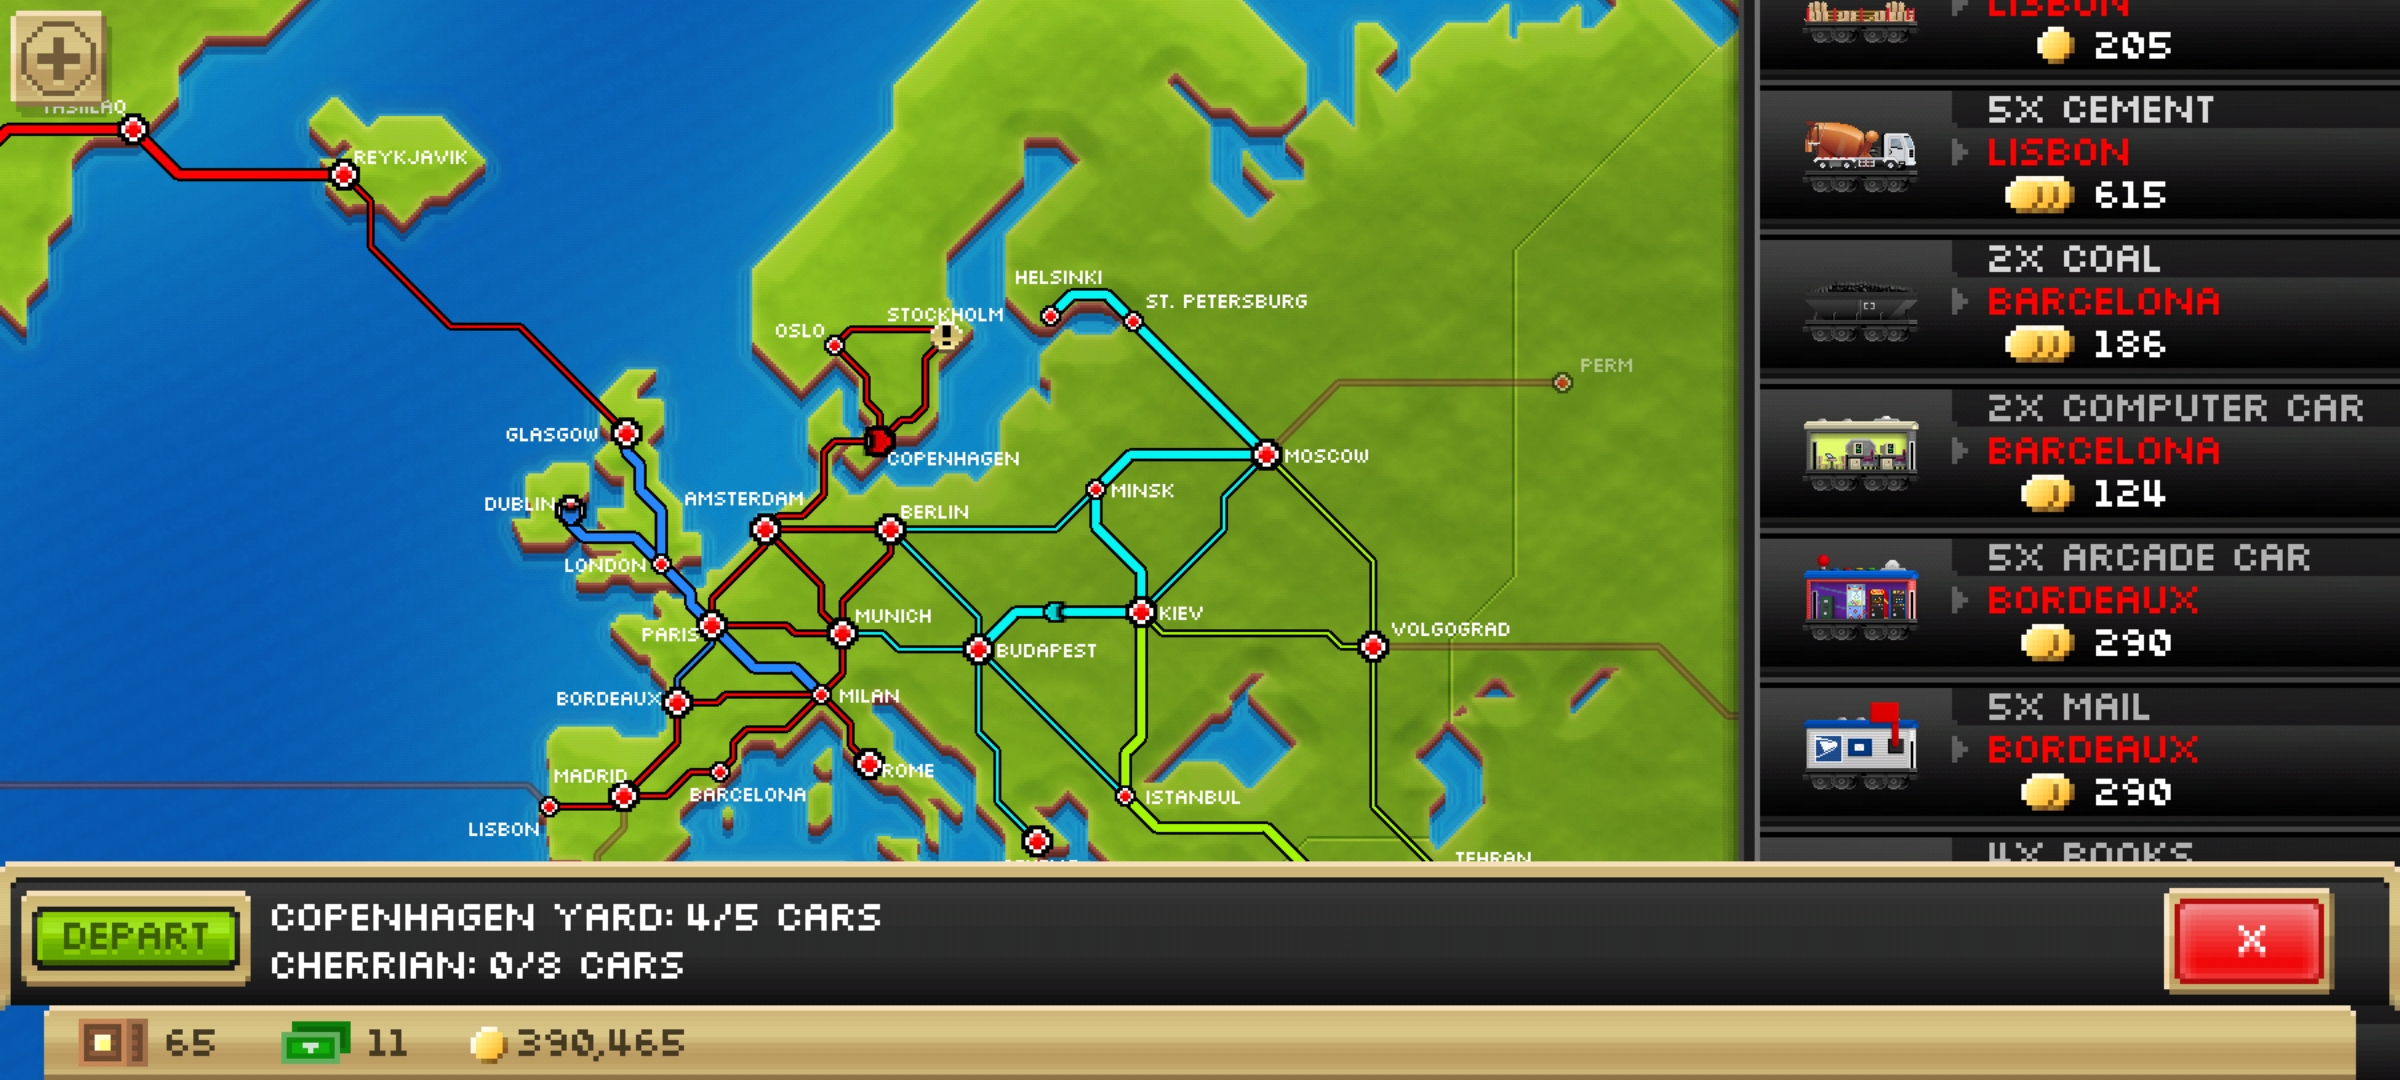 TASIILAQ
REYKJAVIK
HELSINKI
ST. PETERSBURG
STOCKHOLM
OSLO
PERM
GLASGOW
COPENHAGEN
MOSCOW
MINSK
DUBLIN
AMSTERDAM
BERLIN
LONDON
PARIS
MUNICH
KIEV
VOLGOGRAD
BUDAPEST
BORDEAUX
MILAN
MADRID
ROME
BARCELONA
ISTANBUL
LISBON
TEHRAN
LISBON
205
5X CEMENT
LISBON
615
2X COAL
BARCELONA
186
2X COMPUTER CAR
BARCELONA
124
5X ARCADE CAR
BORDEAUX
290
5X MAIL
BORDEAUX
290
4X BOOKS
DEPART
COPENHAGEN YARD: 4/5 CARS
CHERRIAN: 0/8 CARS
X
65
11
390,465